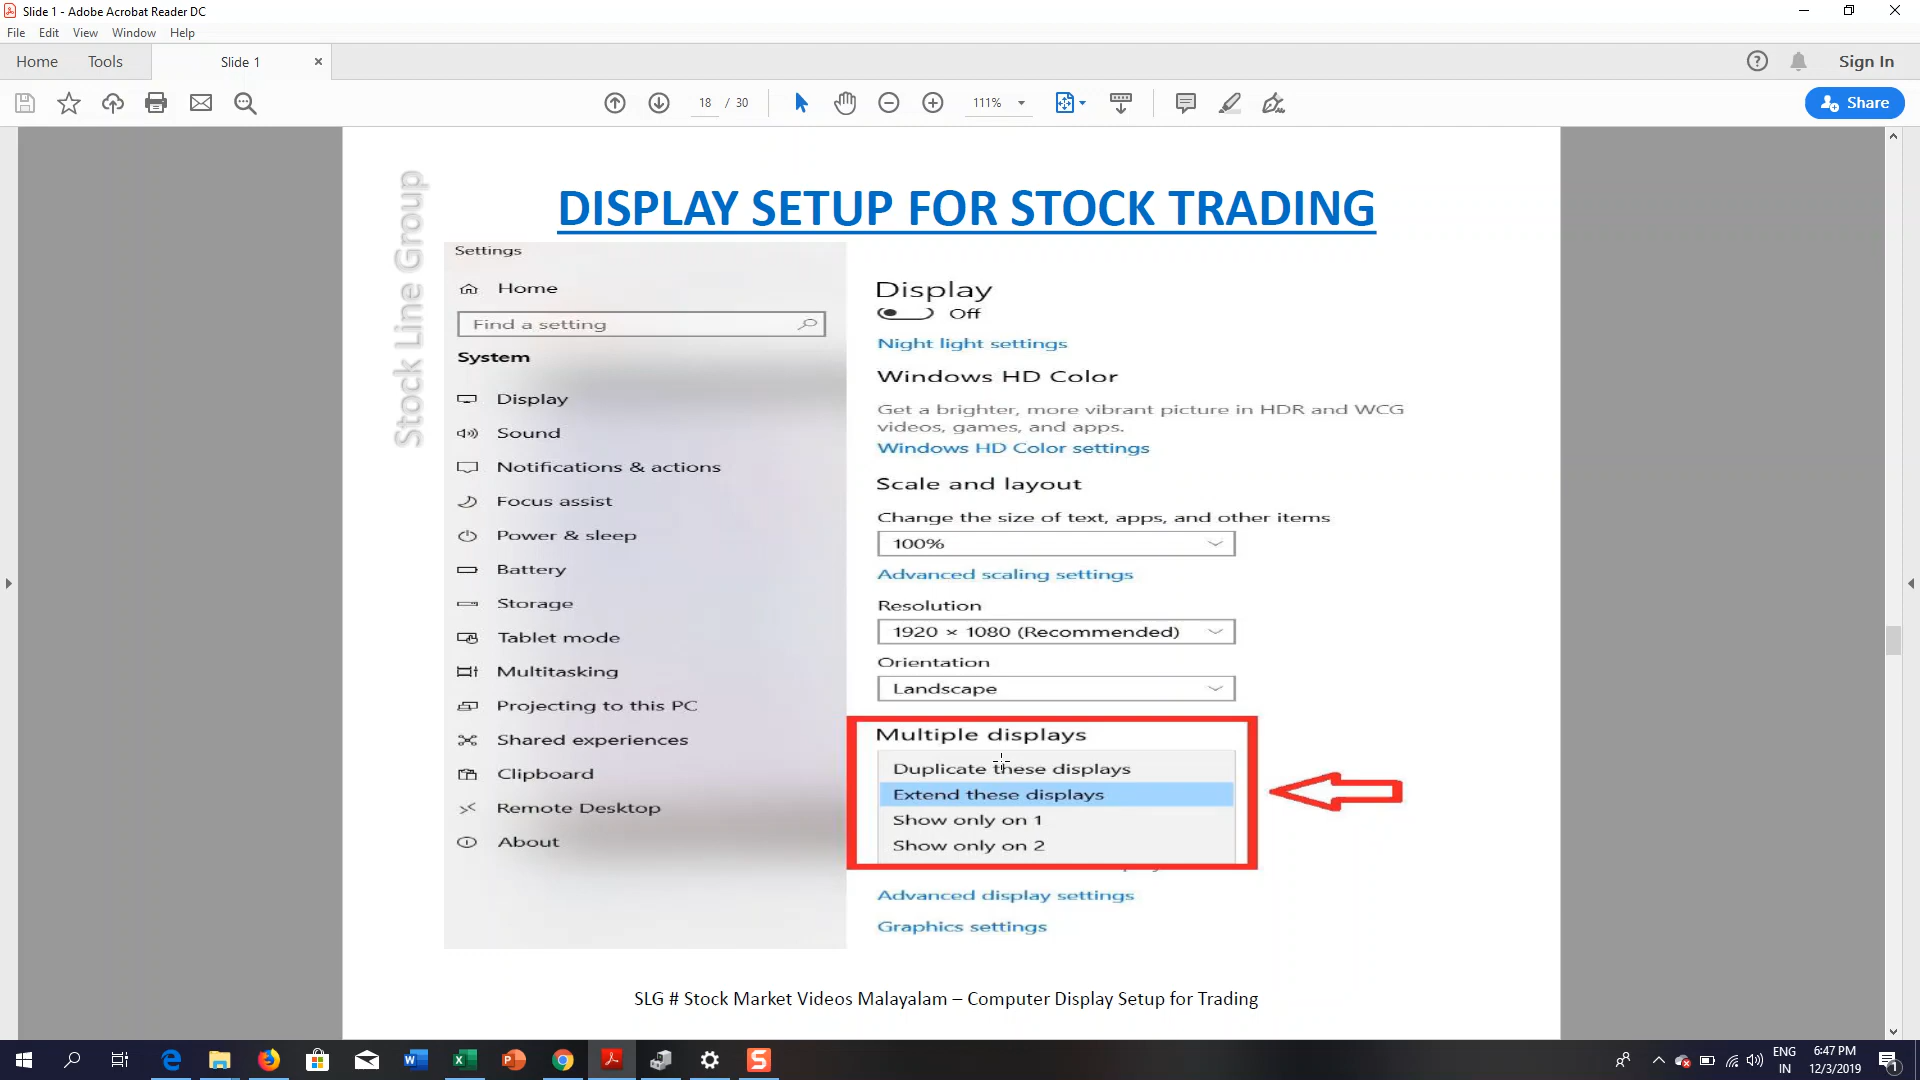 Slide 1 - Adobe Acrobat Reader DC
File Edit View Window Help
Home Tools Slide 1
Sign In
18 / 30
111%
Share
Stock Line Group
DISPLAY SETUP FOR STOCK TRADING
Settings
Home
Find a setting
System
Display
Sound
Notifications & actions
Focus assist
Power & sleep
Battery
Storage
Tablet mode
Multitasking
Projecting to this PC
Shared experiences
Clipboard
Remote Desktop
About
Display
Off
Night light settings
Windows HD Color
Get a brighter, more vibrant picture in HDR and WCG
videos, games, and apps.
Windows HD Color settings
Scale and layout
Change the size of text, apps, and other items
100%
Advanced scaling settings
Resolution
1920 × 1080 (Recommended)
Orientation
Landscape
Multiple displays
Duplicate these displays
Extend these displays
Show only on 1
Show only on 2
Advanced display settings
Graphics settings
SLG # Stock Market Videos Malayalam – Computer Display Setup for Trading
ENG
IN
6:47 PM
12/3/2019
1